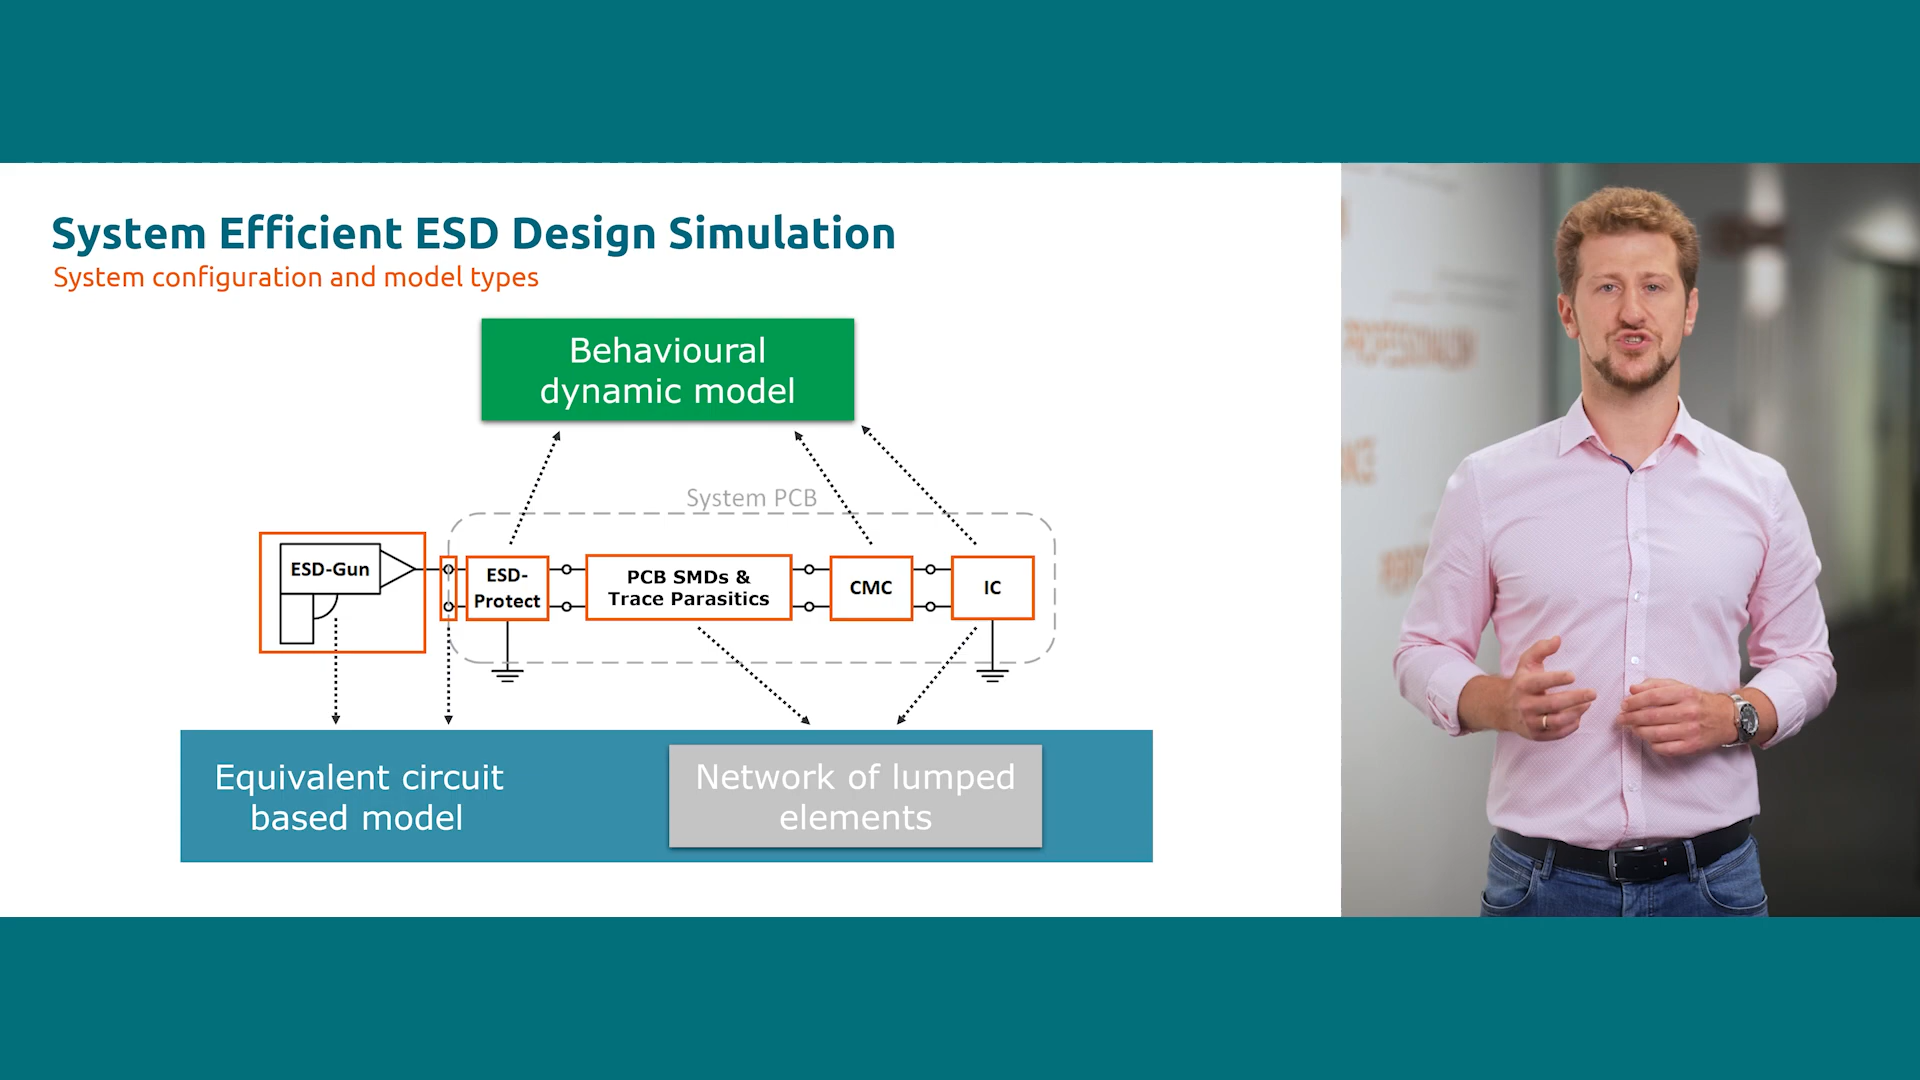 System Efficient ESD Design Simulation
System configuration and model types
Behavioural
dynamic model
System PCB
ESD-Gun
ESD-
Protect
PCB SMDs &
Trace Parasitics
CMC
IC
Equivalent circuit
based model
Network of lumped
elements